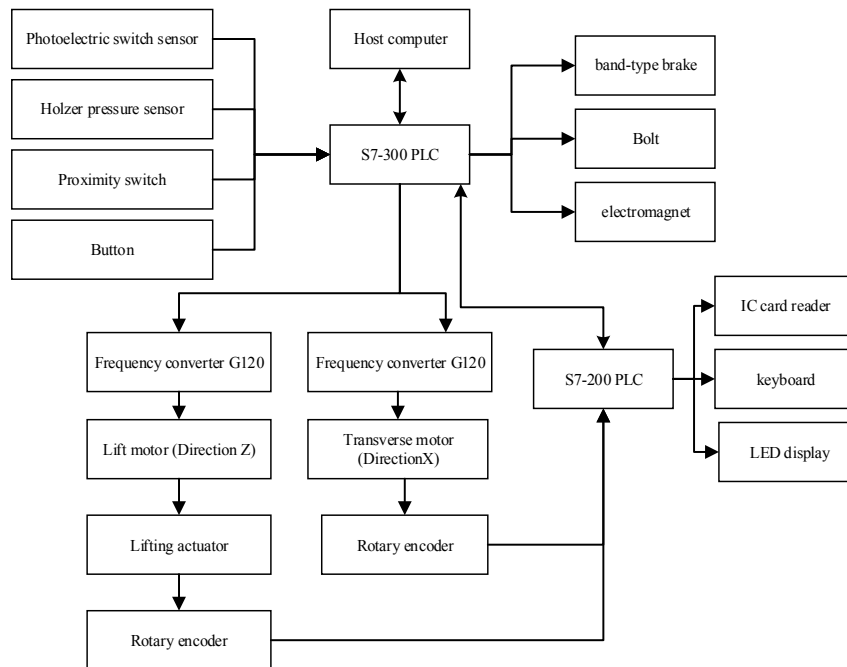 Photoelectric switch sensor
Host computer
band-type brake
Holzer pressure sensor
S7-300 PLC
Bolt
Proximity switch
electromagnet
Button
IC card reader
Frequency converter G120
Frequency converter G120
S7-200 PLC
keyboard
Lift motor (Direction Z)
Transverse motor
(DirectionX)
LED display
Lifting actuator
Rotary encoder
Rotary encoder